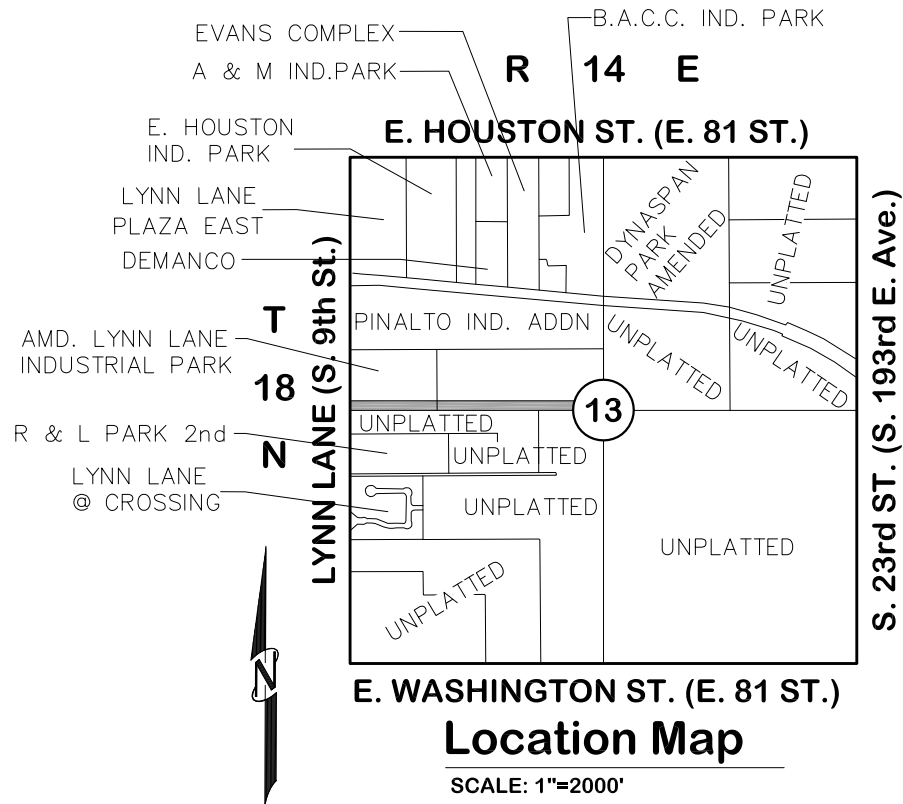 B.A.C.C. IND. PARK
EVANS COMPLEX
A & M IND.PARK
R 14 E
E. HOUSTON ST. (E. 81 ST.)
E. HOUSTON
IND. PARK
LYNN LANE
PLAZA EAST
DEMANCO
DYNASPAN
PARK
AMENDED
UNPLATTED
S. 23rd ST. (S. 193rd E. Ave.)
LYNN LANE (S. 9th St.)
T
18
N
PINALTO IND. ADDN
UNPLATTED
UNPLATTED
AMD. LYNN LANE
INDUSTRIAL PARK
13
UNPLATTED
R & L PARK 2nd
UNPLATTED
LYNN LANE
@ CROSSING
UNPLATTED
UNPLATTED
UNPLATTED
N
E. WASHINGTON ST. (E. 81 ST.)
Location Map
SCALE: 1"=2000'